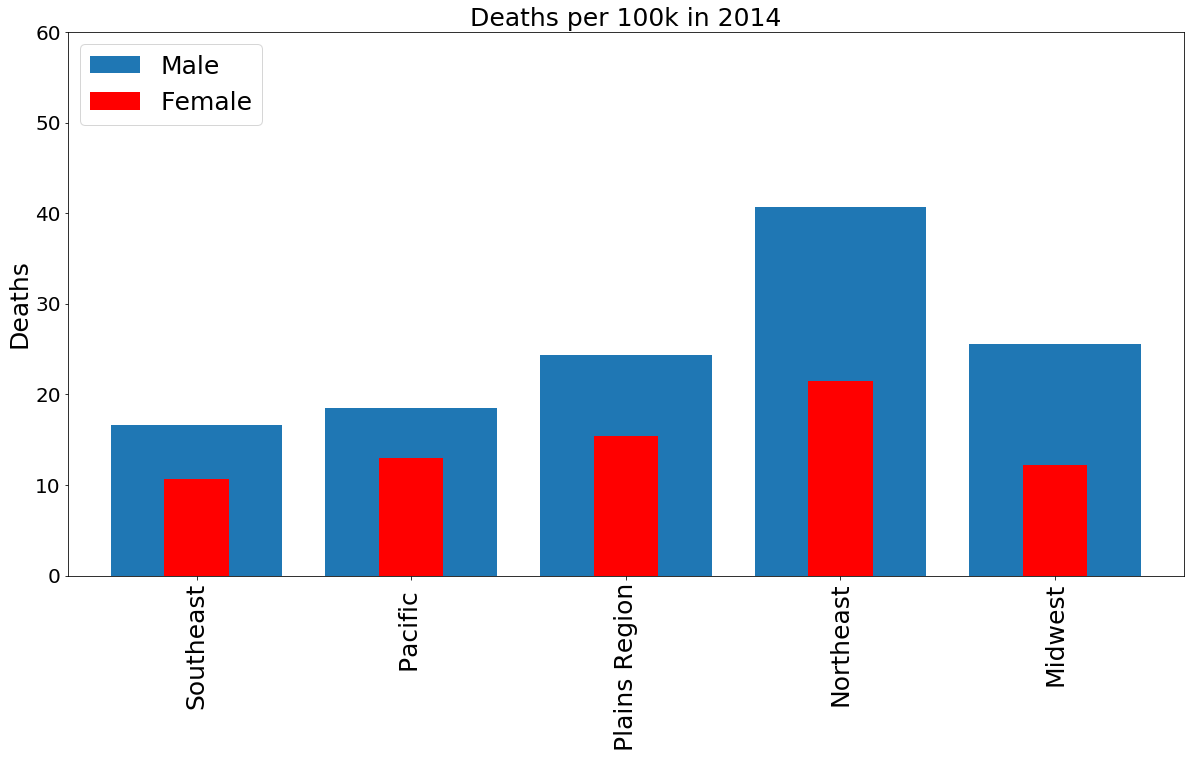 Deaths per 100k in 2014
Male
Female
Deaths
60
50
40
30
20
10
0
Southeast
Pacific
Plains Region
Northeast
Midwest